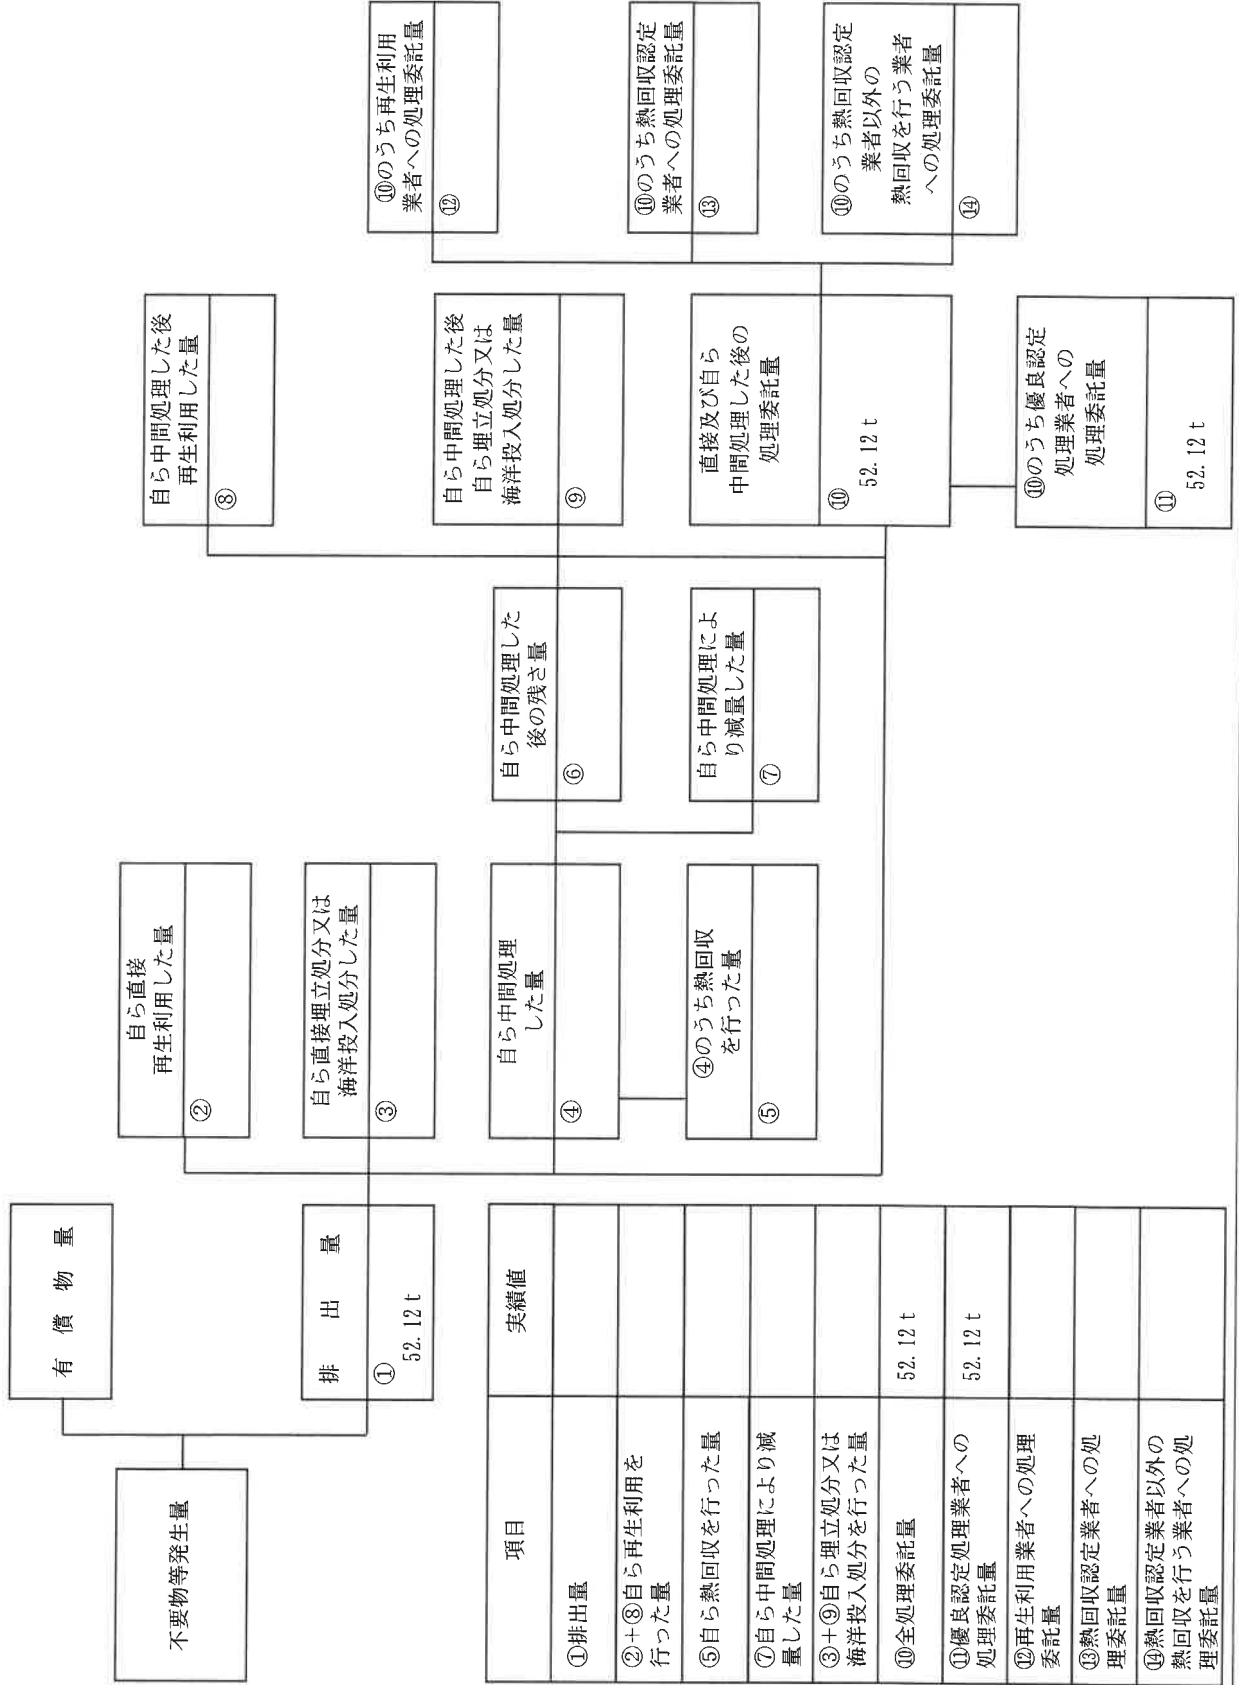 不要物等発生量
有償物量
排出量
①
52.12 t
自ら直接
再生利用した量
②
自ら直接埋立処分又は
海洋投入処分した量
③
自ら中間処理
した量
④
④のうち熱回収
を行った量
⑤
自ら中間処理した
後の残さ量
⑥
自ら中間処理によ
り減量した量
⑦
自ら中間処理した後
再生利用した量
⑧
自ら中間処理した後
自ら埋立処分又は
海洋投入処分した量
⑨
直接及び自ら
中間処理した後の
処理委託量
⑩
52.12 t
⑩のうち優良認定
処理業者への
処理委託量
⑪
52.12 t
⑩のうち再生利用
業者への処理委託量
⑫
⑩のうち熱回収認定
業者への処理委託量
⑬
⑩のうち熱回収認定
業者以外の
熱回収を行う業者
への処理委託量
⑭
項目
実績値
①排出量
②+⑧自ら再生利用を
行った量
⑤自ら熱回収を行った量
⑦自ら中間処理により減
量した量
③+⑨自ら埋立処分又は
海洋投入処分を行った量
⑩全処理委託量
52.12 t
⑪優良認定処理業者への
処理委託量
52.12 t
⑫再生利用業者への処理
委託量
⑬熱回収認定業者への処
理委託量
⑭熱回収認定業者以外の
熱回収を行う業者への処
理委託量